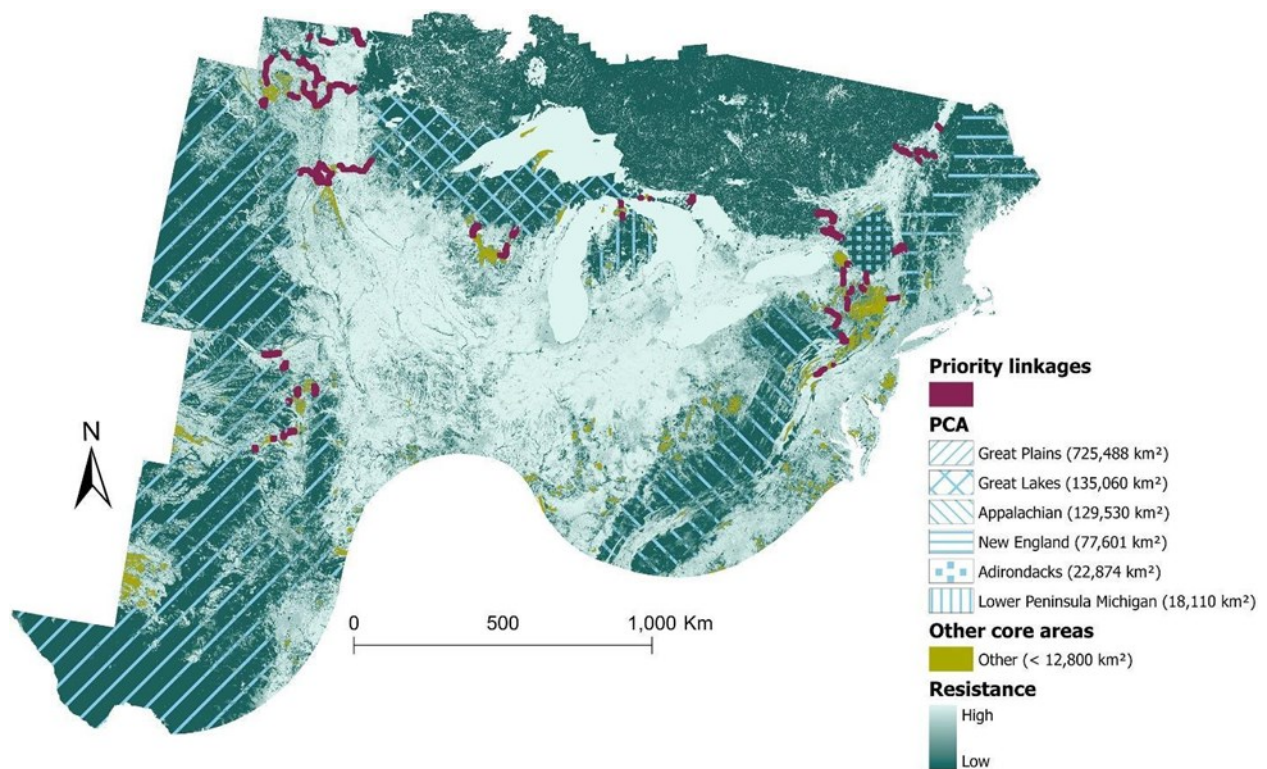 N
0 500 1,000 Km
Priority linkages
PCA
Great Plains (725,488 km²)
Great Lakes (135,060 km²)
Appalachian (129,530 km²)
New England (77,601 km²)
Adirondacks (22,874 km²)
Lower Peninsula Michigan (18,110 km²)
Other core areas
Other (< 12,800 km²)
Resistance
High
Low